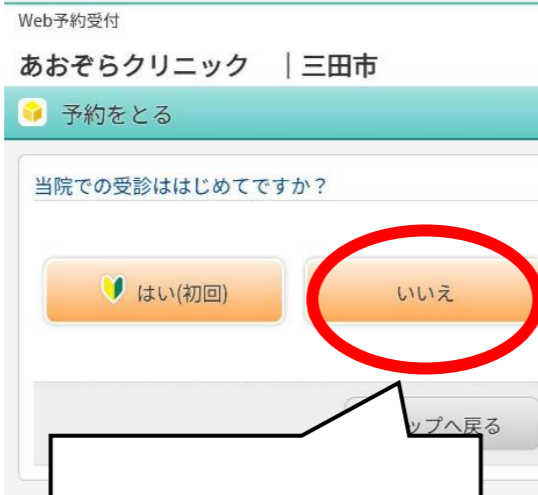 Web予約受付
あおぞらクリニック ｜三田市
予約をとる
当院での受診ははじめてですか？
はい(初回)
いいえ
ップへ戻る